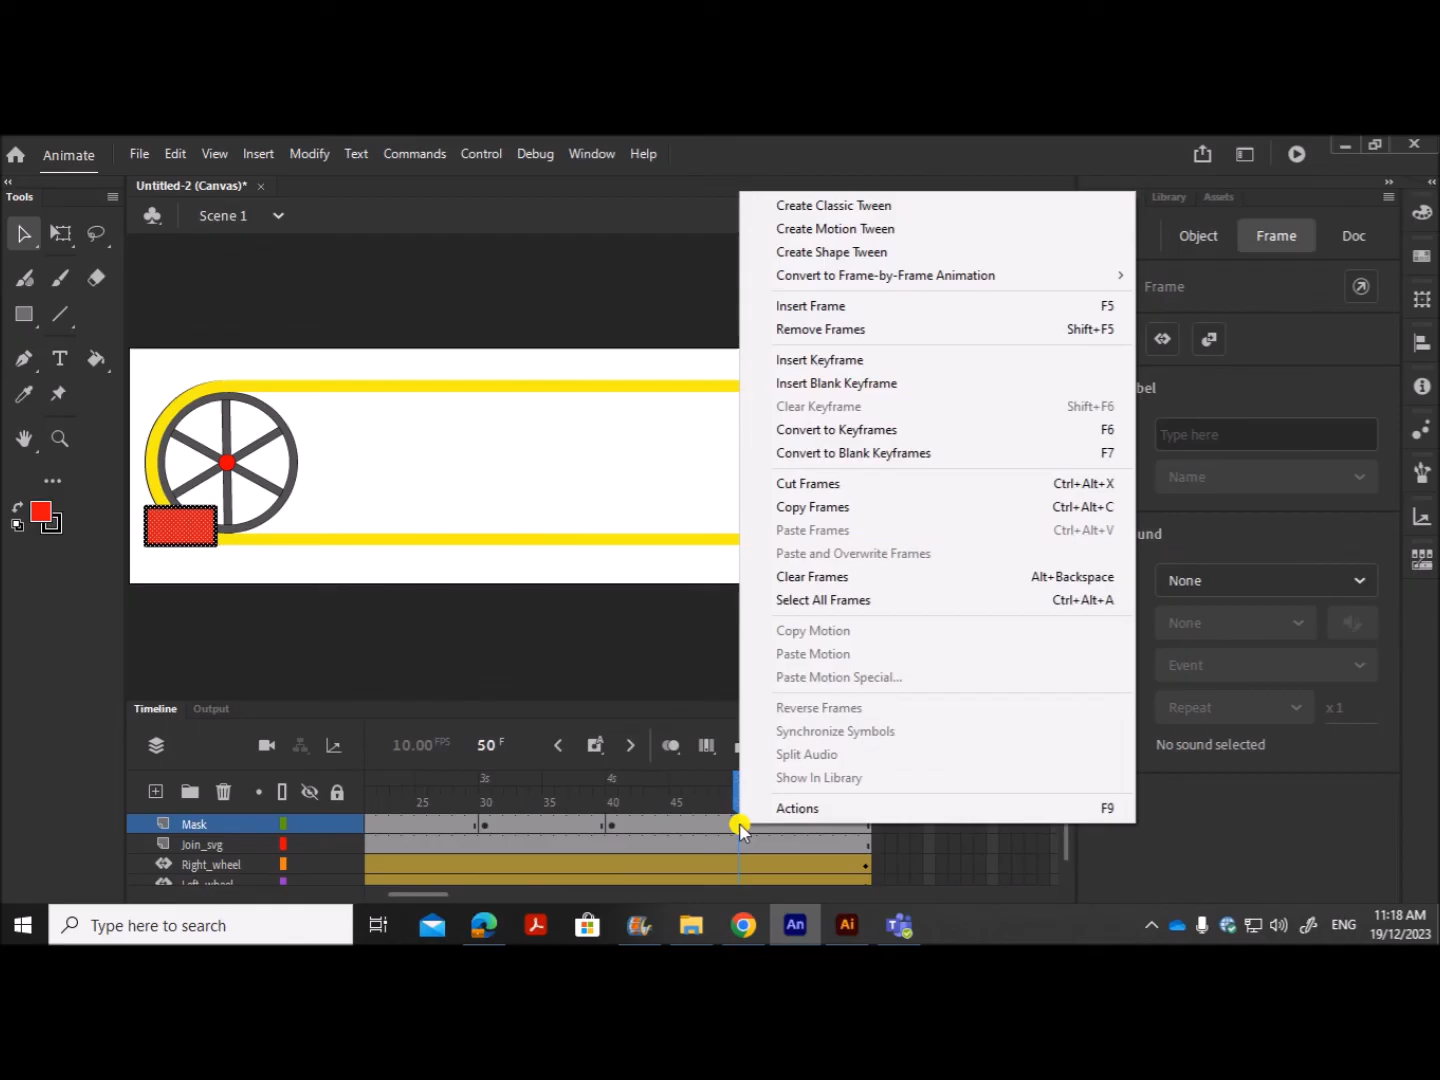 Animate
File
Edit
View
Insert
Modify
Text
Commands
Control
Debug
Window
Help
Tools
Untitled-2 (Canvas)*
Library
Assets
Scene 1
Object
Frame
Doc
Frame
bel
Type here
Name
und
None
None
Event
Repeat
x 1
No sound selected
Create Classic Tween
Create Motion Tween
Create Shape Tween
Convert to Frame-by-Frame Animation
Insert Frame F5
Remove Frames Shift+F5
Insert Keyframe
Insert Blank Keyframe
Clear Keyframe Shift+F6
Convert to Keyframes F6
Convert to Blank Keyframes F7
Cut Frames Ctrl+Alt+X
Copy Frames Ctrl+Alt+C
Paste Frames Ctrl+Alt+V
Paste and Overwrite Frames
Clear Frames Alt+Backspace
Select All Frames Ctrl+Alt+A
Copy Motion
Paste Motion
Paste Motion Special...
Reverse Frames
Synchronize Symbols
Split Audio
Show In Library
Actions F9
Timeline
Output
10.00 FPS
50 F
3s 4s
25 30 35 40 45
Mask
Join_svg
Right_wheel
Left_wheel
Type here to search
An
Ai
ENG
11:18 AM
19/12/2023